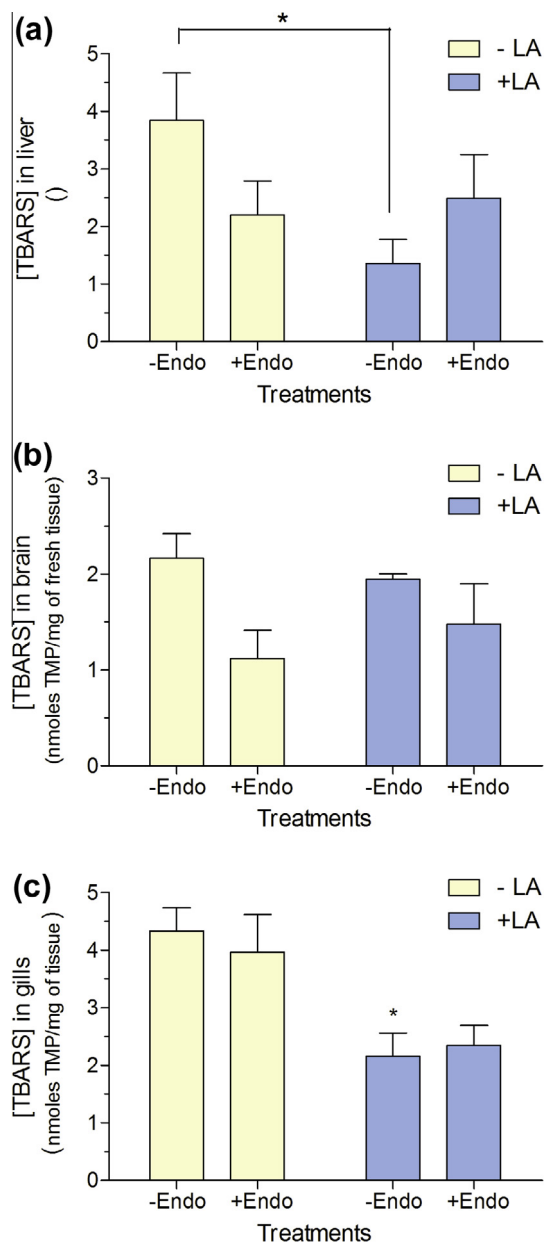 (a)
*
- LA
+LA
5
4
3
2
1
0
[TBARS] in liver
()
-Endo +Endo -Endo +Endo
Treatments
(b)
- LA
+LA
3
2
1
0
[TBARS] in brain
(nmoles TMP/mg of fresh tissue)
-Endo +Endo -Endo +Endo
Treatments
(c)
- LA
+LA
5
4
3
2
1
0
*
[TBARS] in gills
(nmoles TMP/mg of tissue )
-Endo +Endo -Endo +Endo
Treatments